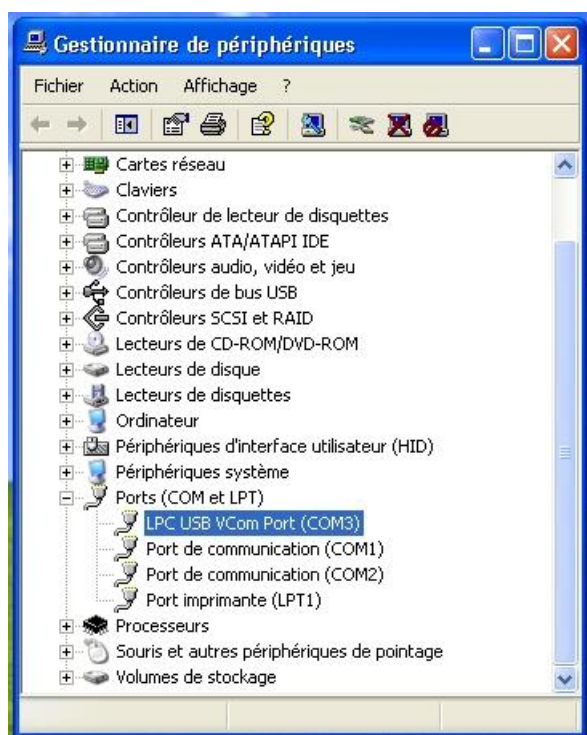 Gestionnaire de périphériques
Fichier Action Affichage ?
Cartes réseau
Claviers
Contrôleur de lecteur de disquettes
Contrôleurs ATA/ATAPI IDE
Contrôleurs audio, vidéo et jeu
Contrôleurs de bus USB
Contrôleurs SCSI et RAID
Lecteurs de CD-ROM/DVD-ROM
Lecteurs de disque
Lecteurs de disquettes
Ordinateur
Périphériques d'interface utilisateur (HID)
Périphériques système
Ports (COM et LPT)
LPC USB VCom Port (COM3)
Port de communication (COM1)
Port de communication (COM2)
Port imprimante (LPT1)
Processeurs
Souris et autres périphériques de pointage
Volumes de stockage